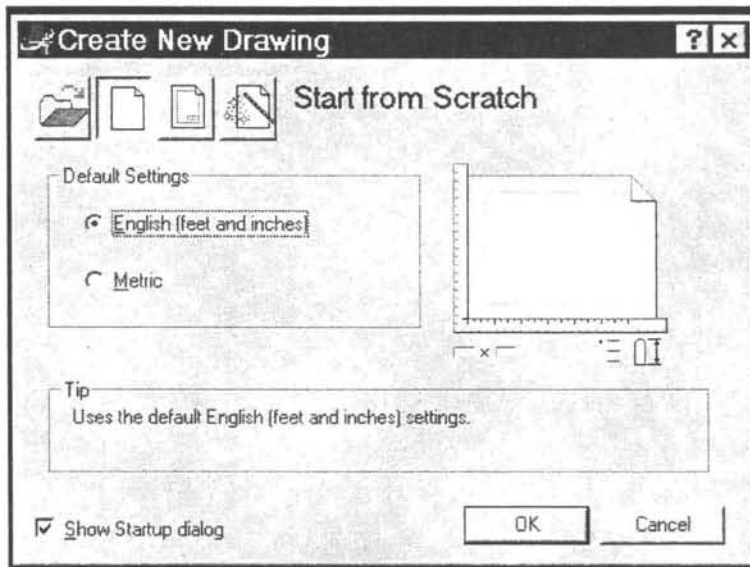 Create New Drawing
Start from Scratch
Default Settings
English (feet and inches)
Metric
Tip
Uses the default English (feet and inches) settings.
Show Startup dialog
OK
Cancel